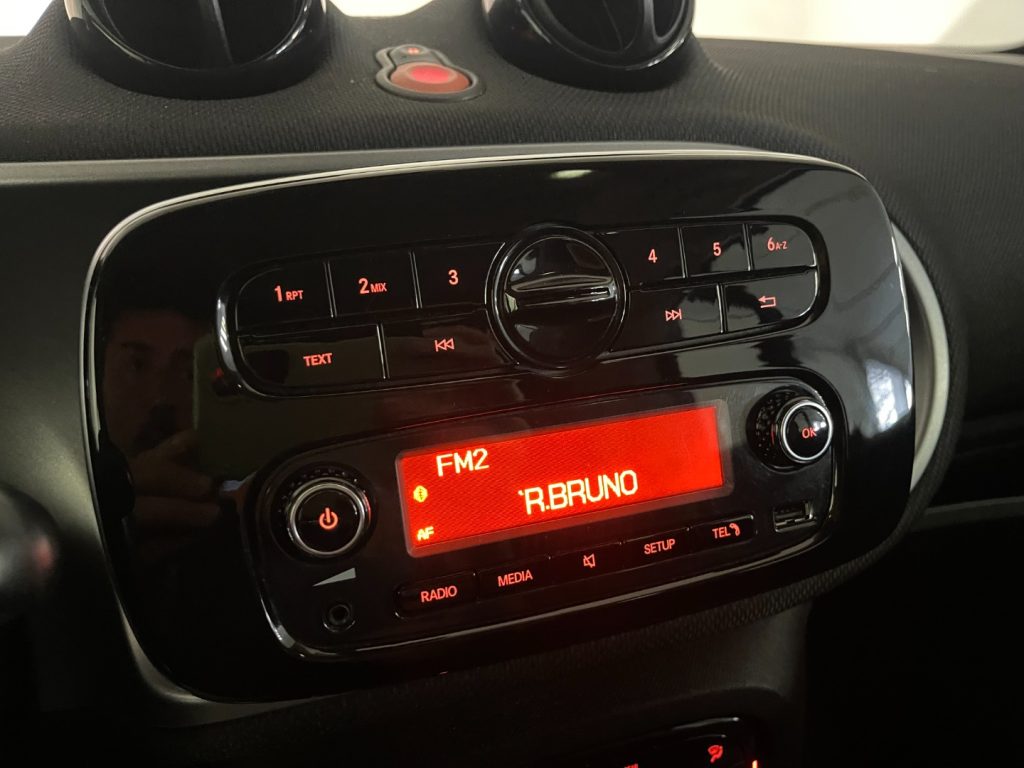 1 RPT 2 MIX 3 4 5 6 A-Z
TEXT
FM2
'R.BRUNO
AF
OK
RADIO MEDIA SETUP TEL